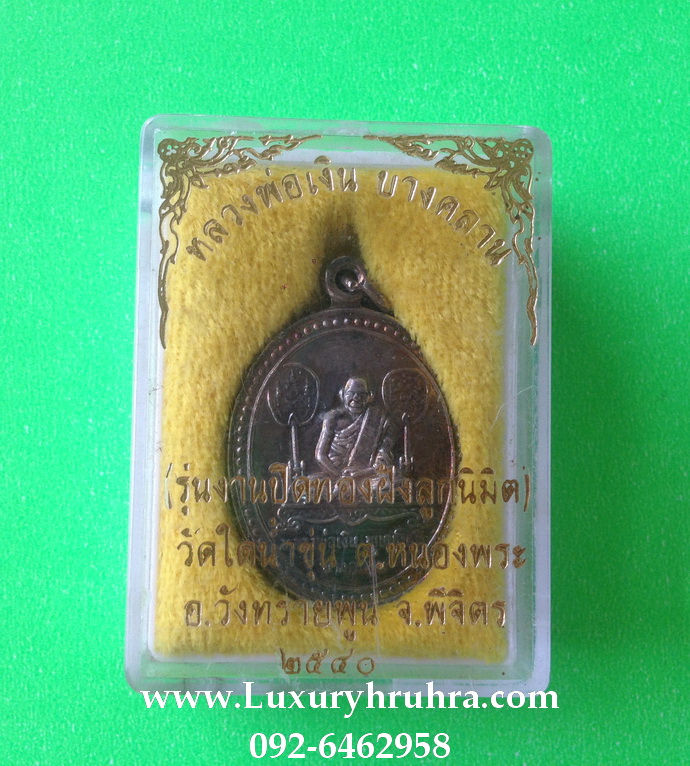 หลวงพ่อเงิน บางคลาน
(รุ่นงานปิดทองฝังลูกนิมิต)
วัดใดน้ำขุ่น ต.หนองพระ
อ.วังทรายพูน จ.พิจิตร
๒๕๔๐
www.Luxuryhruhra.com
092-6462958